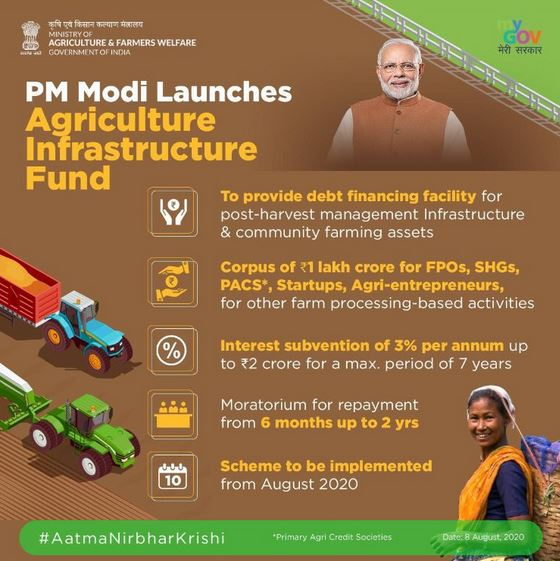 कृषि एवं किसान कल्याण मंत्रालय
MINISTRY OF
AGRICULTURE & FARMERS WELFARE
GOVERNMENT OF INDIA
my
GOV
मेरी सरकार
PM Modi Launches
Agriculture
Infrastructure
Fund
To provide debt financing facility for
post-harvest management Infrastructure
& community farming assets
Corpus of ₹1 lakh crore for FPOs, SHGs,
PACS*, Startups, Agri-entrepreneurs,
for other farm processing-based activities
%
Interest subvention of 3% per annum up
to ₹2 crore for a max. period of 7 years
Moratorium for repayment
from 6 months up to 2 yrs
10
Scheme to be implemented
from August 2020
#AatmaNirbharKrishi
*Primary Agri Credit Societies
Date: 8 August, 2020